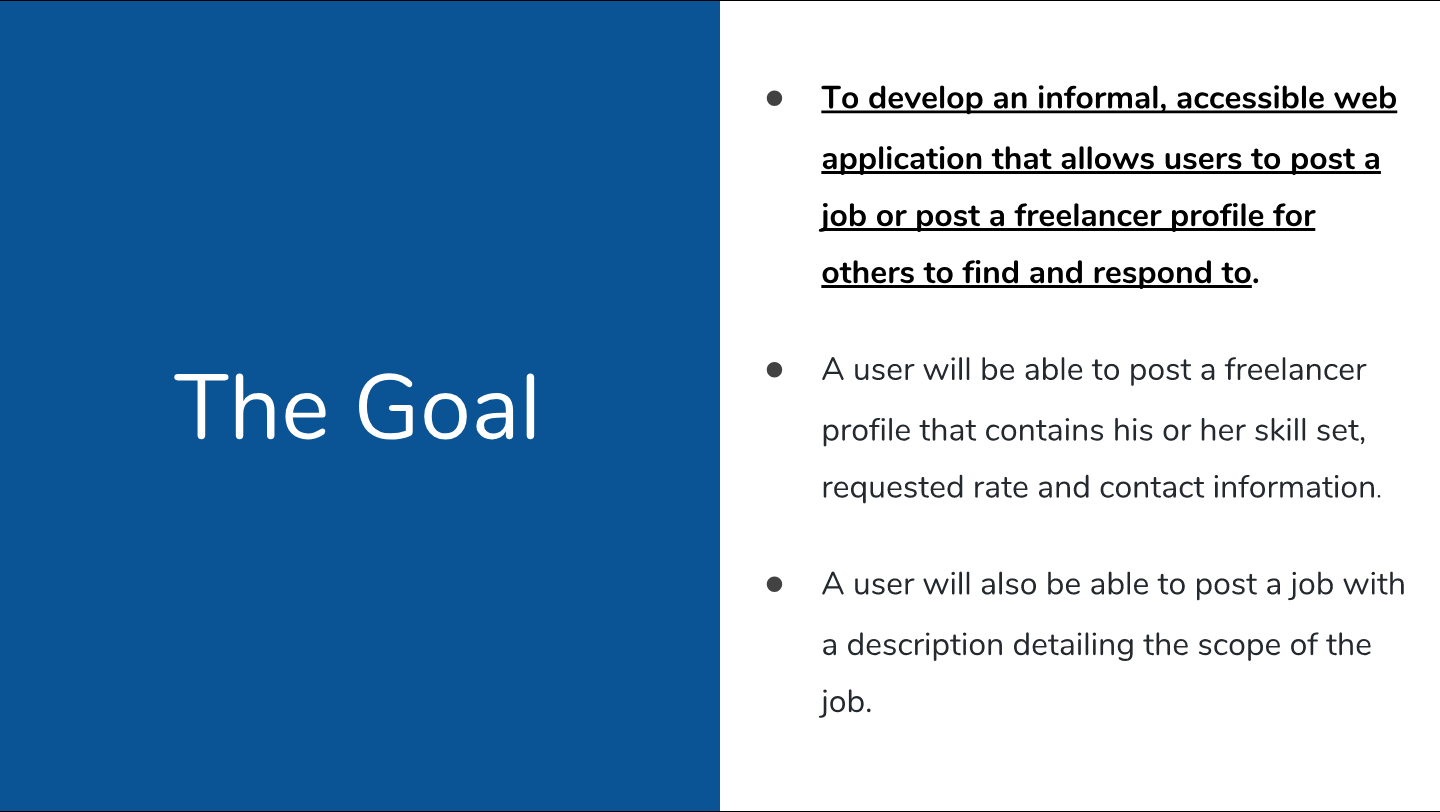 The Goal
● To develop an informal, accessible web
application that allows users to post a
job or post a freelancer profile for
others to find and respond to.
● A user will be able to post a freelancer
profile that contains his or her skill set,
requested rate and contact information.
● A user will also be able to post a job with
a description detailing the scope of the
job.